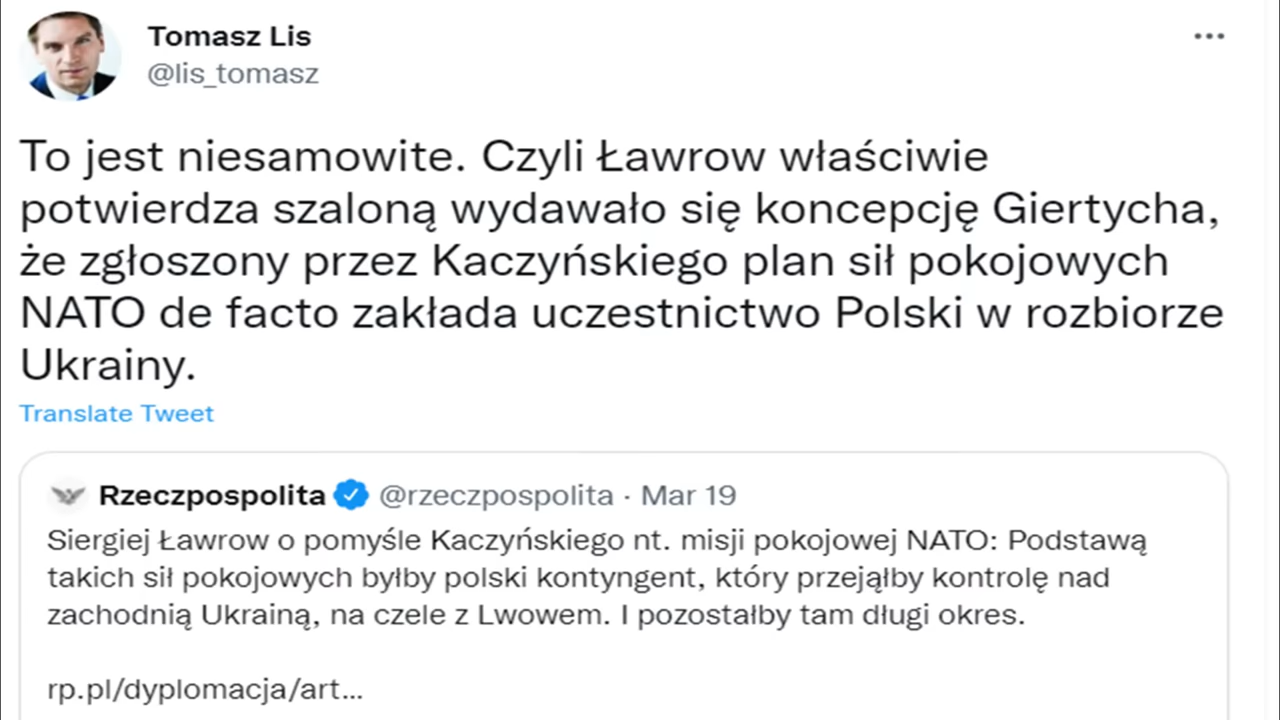 Tomasz Lis
@lis_tomasz
To jest niesamowite. Czyli Ławrow właściwie
potwierdza szaloną wydawało się koncepcję Giertycha,
że zgłoszony przez Kaczyńskiego plan sił pokojowych
NATO de facto zakłada uczestnictwo Polski w rozbiorze
Ukrainy.
Translate Tweet
Rzeczpospolita @rzeczpospolita · Mar 19
Siergiej Ławrow o pomyśle Kaczyńskiego nt. misji pokojowej NATO: Podstawą
takich sił pokojowych byłby polski kontyngent, który przejąłby kontrolę nad
zachodnią Ukrainą, na czele z Lwowem. I pozostałby tam długi okres.
rp.pl/dyplomacja/art...